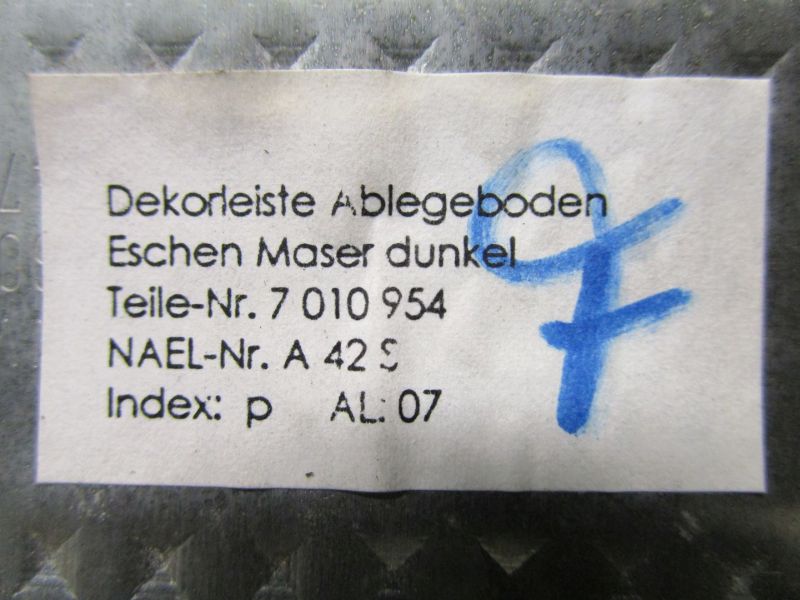 Dekorleiste Ablegeboden
Eschen Maser dunkel
Teile-Nr. 7 010 954
NAEL-Nr. A 42 S
Index: p AL: 07
F